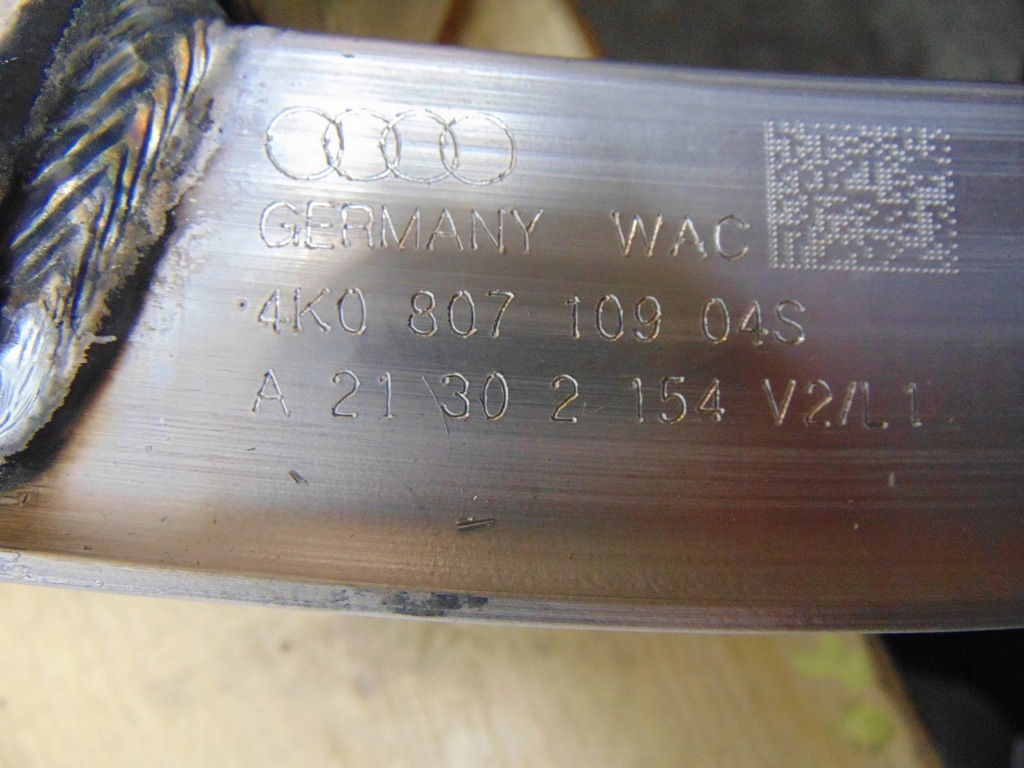 GERMANY WAC
4K0 807 109 04S
A 21 30 2 154 V2/L1